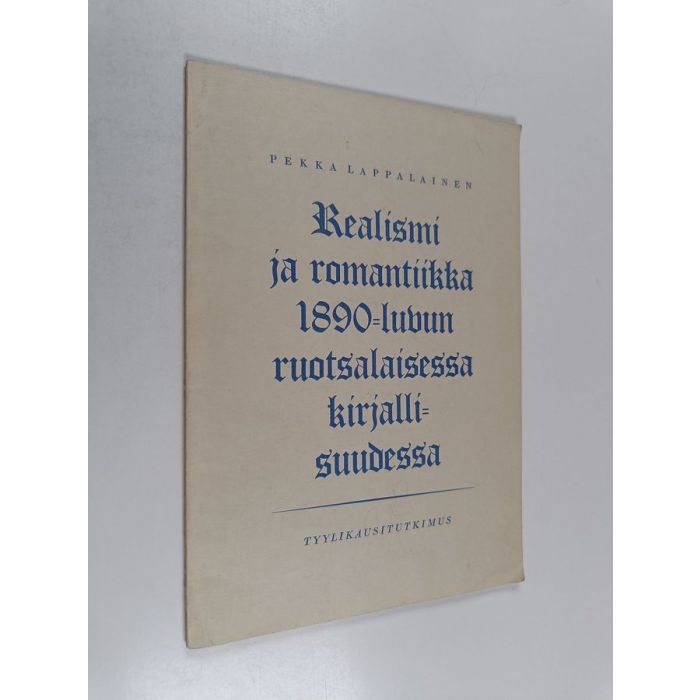 PEKKA LAPPALAINEN
Realismi
ja romantiikka
1890=luvun
ruotsalaisessa
kirjalli=
suudessa
TYYLIKAUSITUTKIMUS